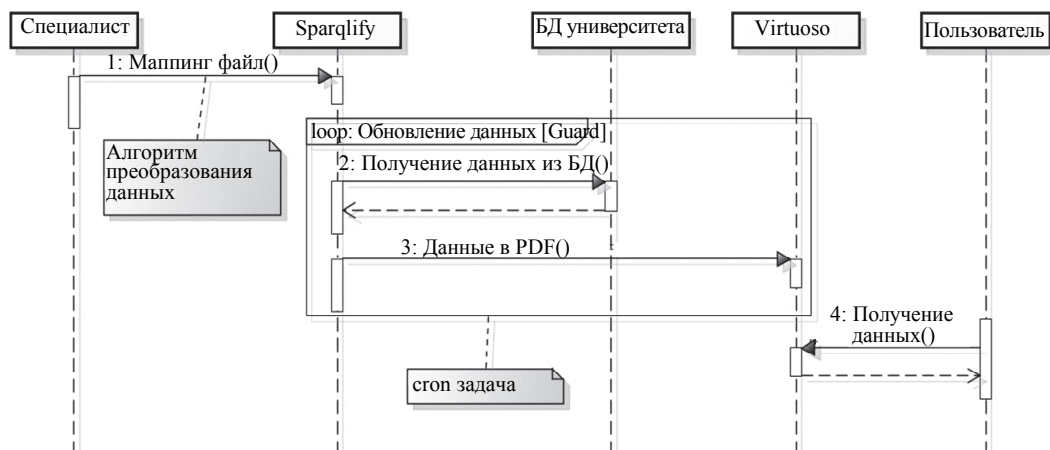 Специалист
Sparqlify
БД университета
Virtuoso
Пользователь
1: Маппинг файл()
Алгоритм
преобразования
данных
loop: Обновление данных [Guard]
2: Получение данных из БД()
3: Данные в PDF()
4: Получение
данных()
cron задача